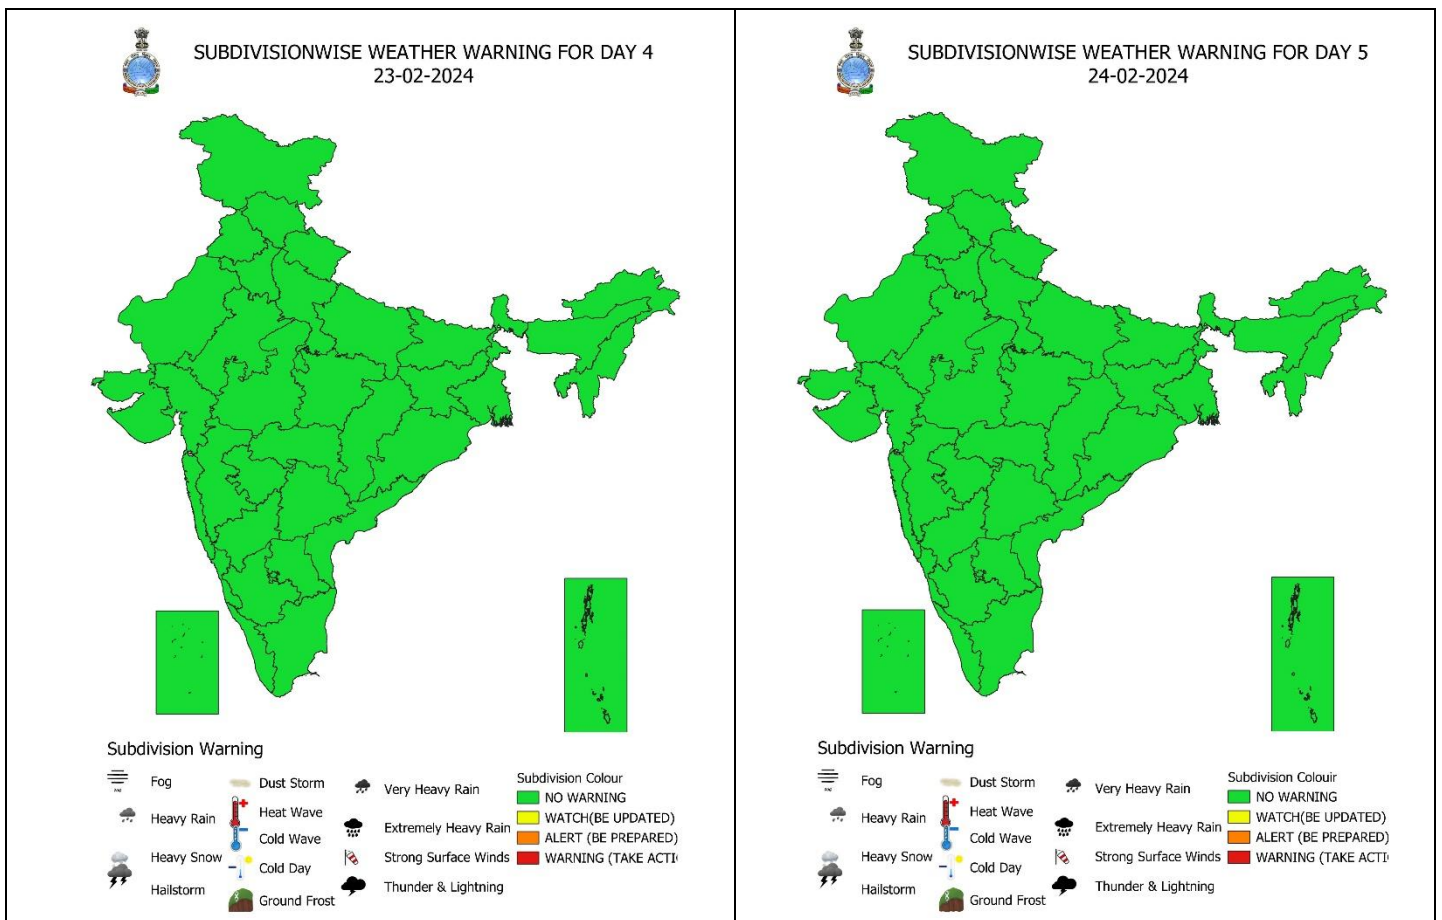 SUBDIVISIONWISE WEATHER WARNING FOR DAY 4
23-02-2024
Subdivision Warning
Fog
Heavy Rain
Heavy Snow
Hailstorm
Dust Storm
Heat Wave
Cold Wave
Cold Day
Ground Frost
Very Heavy Rain
Extremely Heavy Rain
Strong Surface Winds
Thunder & Lightning
Subdivision Colour
NO WARNING
WATCH(BE UPDATED)
ALERT (BE PREPARED)
WARNING (TAKE ACTI
SUBDIVISIONWISE WEATHER WARNING FOR DAY 5
24-02-2024
Subdivision Warning
Fog
Heavy Rain
Heavy Snow
Hailstorm
Dust Storm
Heat Wave
Cold Wave
Cold Day
Ground Frost
Very Heavy Rain
Extremely Heavy Rain
Strong Surface Winds
Thunder & Lightning
Subdivision Colour
NO WARNING
WATCH(BE UPDATED)
ALERT (BE PREPARED)
WARNING (TAKE ACTI